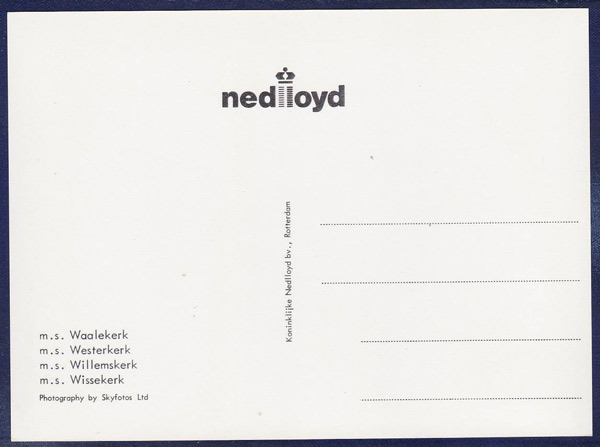 nedlloyd
Koninklijke Nedlloyd bv., Rotterdam
m.s. Waalekerk
m.s. Westerkerk
m.s. Willemskerk
m.s. Wissekerk
Photography by Skyfotos Ltd